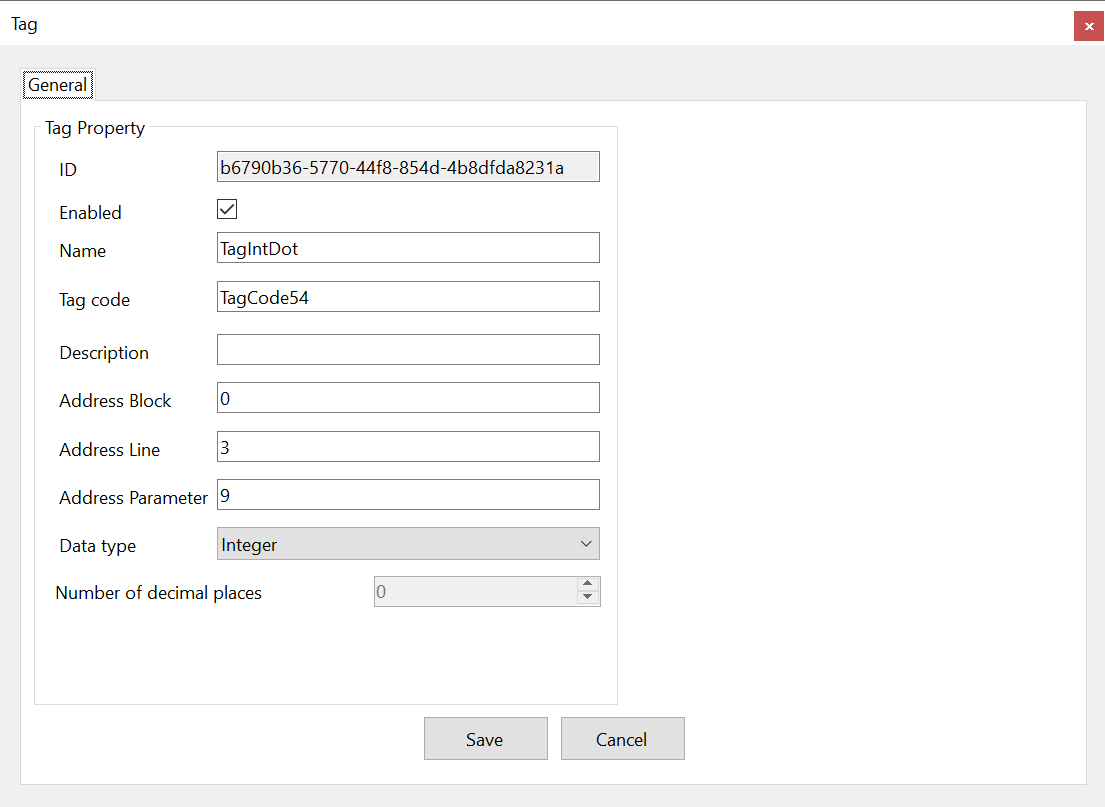 Tag
General
Tag Property
ID b6790b36-5770-44f8-854d-4b8dfda8231a
Enabled
Name TagIntDot
Tag code TagCode54
Description
Address Block 0
Address Line 3
Address Parameter 9
Data type Integer
Number of decimal places 0
Save Cancel